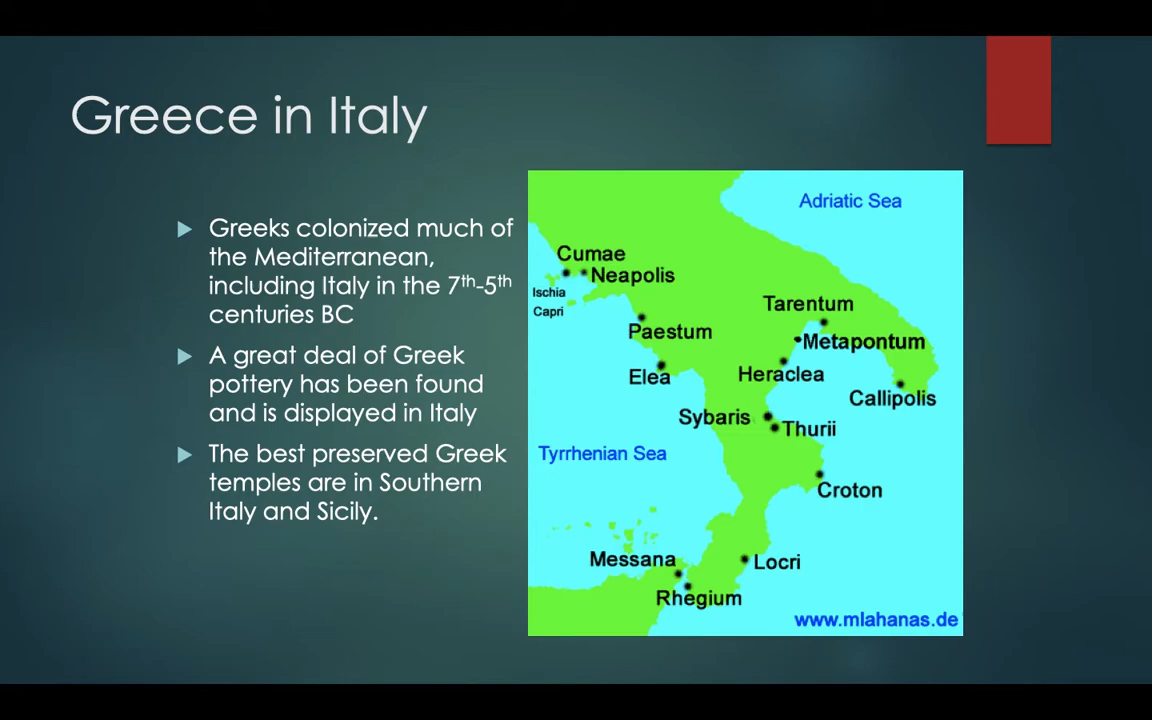 Greece in Italy
Greeks colonized much of
the Mediterranean,
including Italy in the 7th-5th
centuries BC
A great deal of Greek
pottery has been found
and is displayed in Italy
The best preserved Greek
temples are in Southern
Italy and Sicily.
Adriatic Sea
Cumae
Neapolis
Ischia
Capri
Tarentum
Paestum
Metapontum
Elea
Heraclea
Callipolis
Sybaris
Thurii
Tyrrhenian Sea
Croton
Messana
Locri
Rhegium
www.mlahanas.de